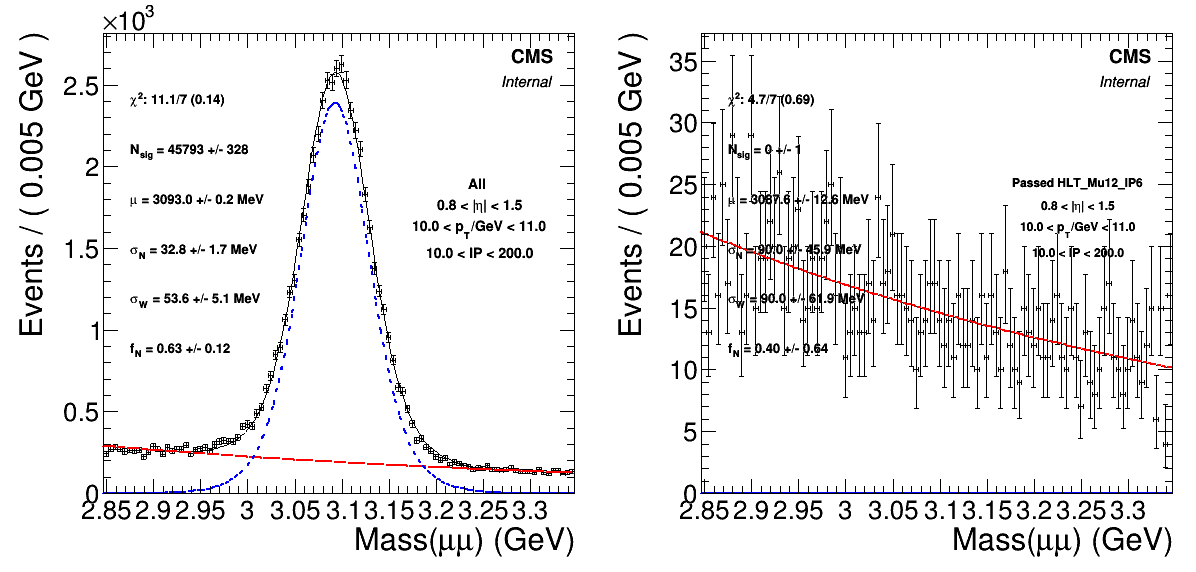 ×10³
Events / ( 0.005 GeV )
2.5
2
1.5
1
0.5
0
CMS
Internal
χ²: 11.1/7 (0.14)
N_sig = 45793 +/- 328
μ = 3093.0 +/- 0.2 MeV
σ_N = 32.8 +/- 1.7 MeV
σ_W = 53.6 +/- 5.1 MeV
f_N = 0.63 +/- 0.12
All
0.8 < |η| < 1.5
10.0 < p_T/GeV < 11.0
10.0 < IP < 200.0
2.85 2.9 2.95 3 3.05 3.1 3.15 3.2 3.25 3.3
Mass(μμ) (GeV)
Events / ( 0.005 GeV )
35
30
25
20
15
10
5
0
CMS
Internal
χ²: 4.7/7 (0.69)
N_sig = 0 +/- 1
μ = 3087.6 +/- 12.6 MeV
σ_N = 90.0 +/- 45.9 MeV
σ_W = 90.0 +/- 61.9 MeV
f_N = 0.40 +/- 0.64
Passed HLT_Mu12_IP6
0.8 < |η| < 1.5
10.0 < p_T/GeV < 11.0
10.0 < IP < 200.0
2.85 2.9 2.95 3 3.05 3.1 3.15 3.2 3.25 3.3
Mass(μμ) (GeV)